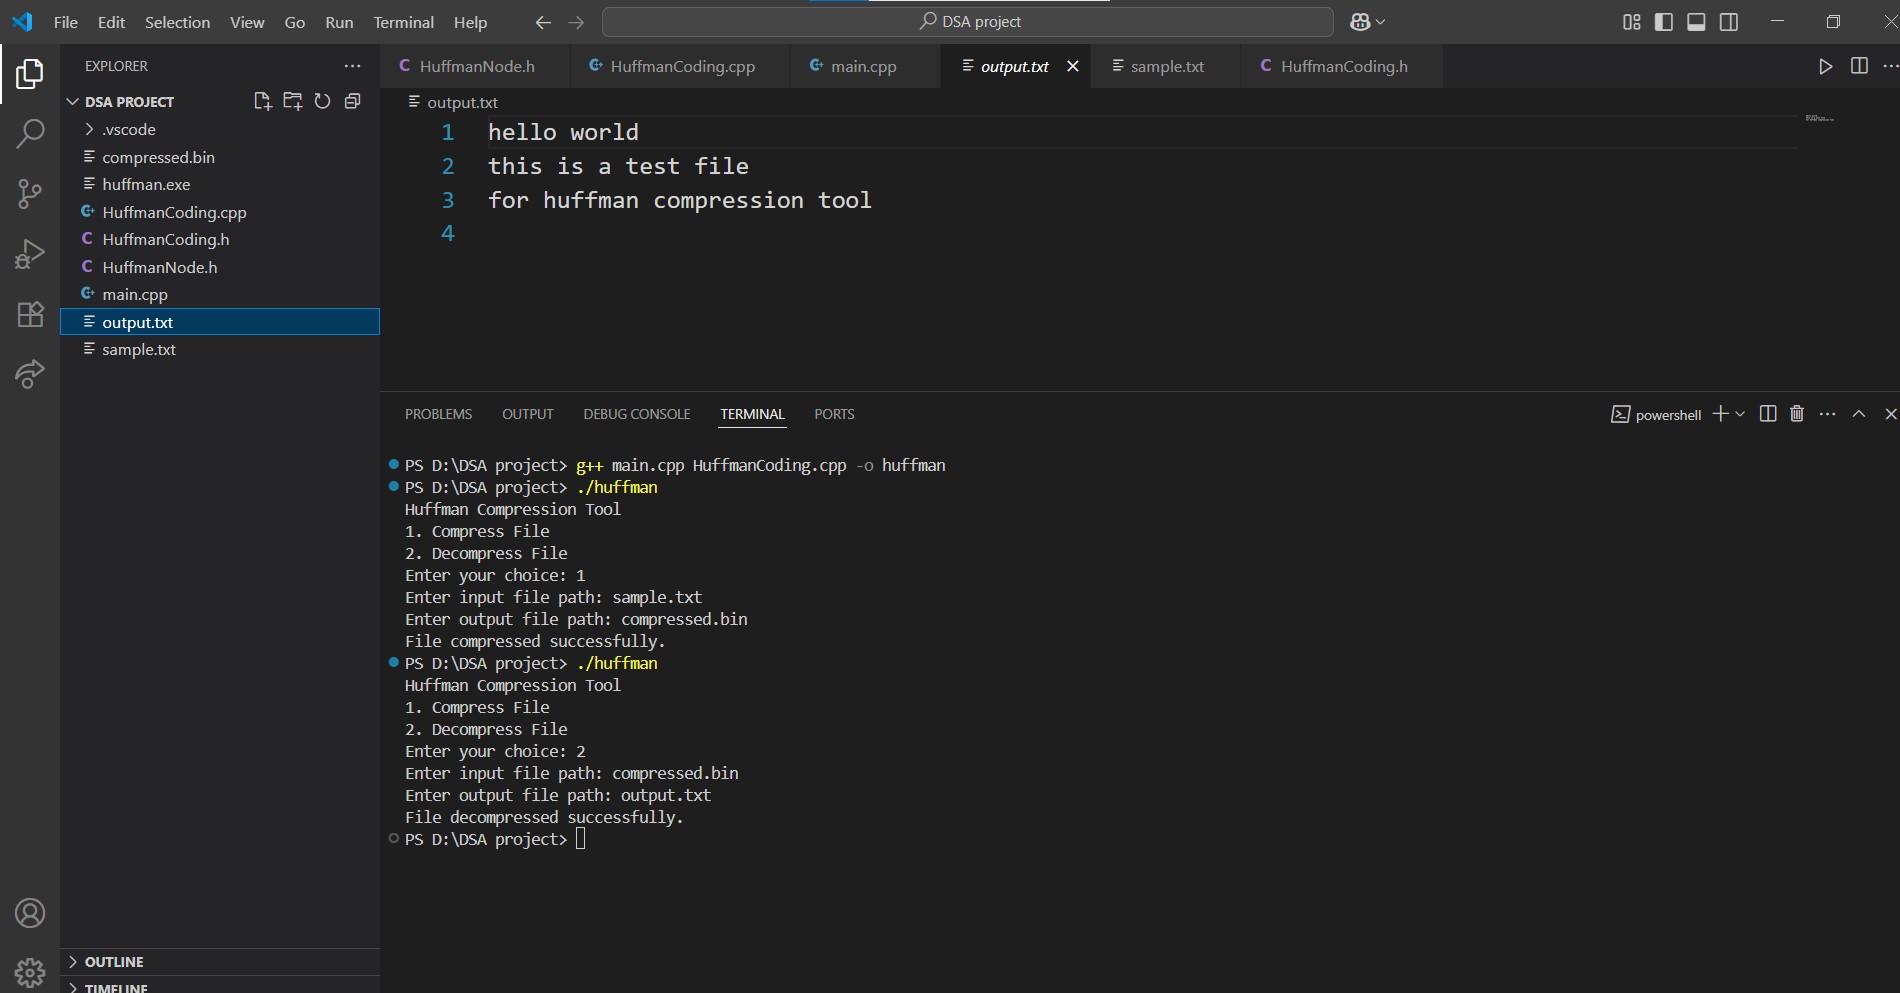 File Edit Selection View Go Run Terminal Help
DSA project
EXPLORER
DSA PROJECT
.vscode
compressed.bin
huffman.exe
HuffmanCoding.cpp
HuffmanCoding.h
HuffmanNode.h
main.cpp
output.txt
sample.txt
OUTLINE
TIMELINE
HuffmanNode.h HuffmanCoding.cpp main.cpp output.txt sample.txt HuffmanCoding.h
output.txt
1 hello world
2 this is a test file
3 for huffman compression tool
4
PROBLEMS OUTPUT DEBUG CONSOLE TERMINAL PORTS
powershell
PS D:\DSA project> g++ main.cpp HuffmanCoding.cpp -o huffman
PS D:\DSA project> ./huffman
Huffman Compression Tool
1. Compress File
2. Decompress File
Enter your choice: 1
Enter input file path: sample.txt
Enter output file path: compressed.bin
File compressed successfully.
PS D:\DSA project> ./huffman
Huffman Compression Tool
1. Compress File
2. Decompress File
Enter your choice: 2
Enter input file path: compressed.bin
Enter output file path: output.txt
File decompressed successfully.
PS D:\DSA project>